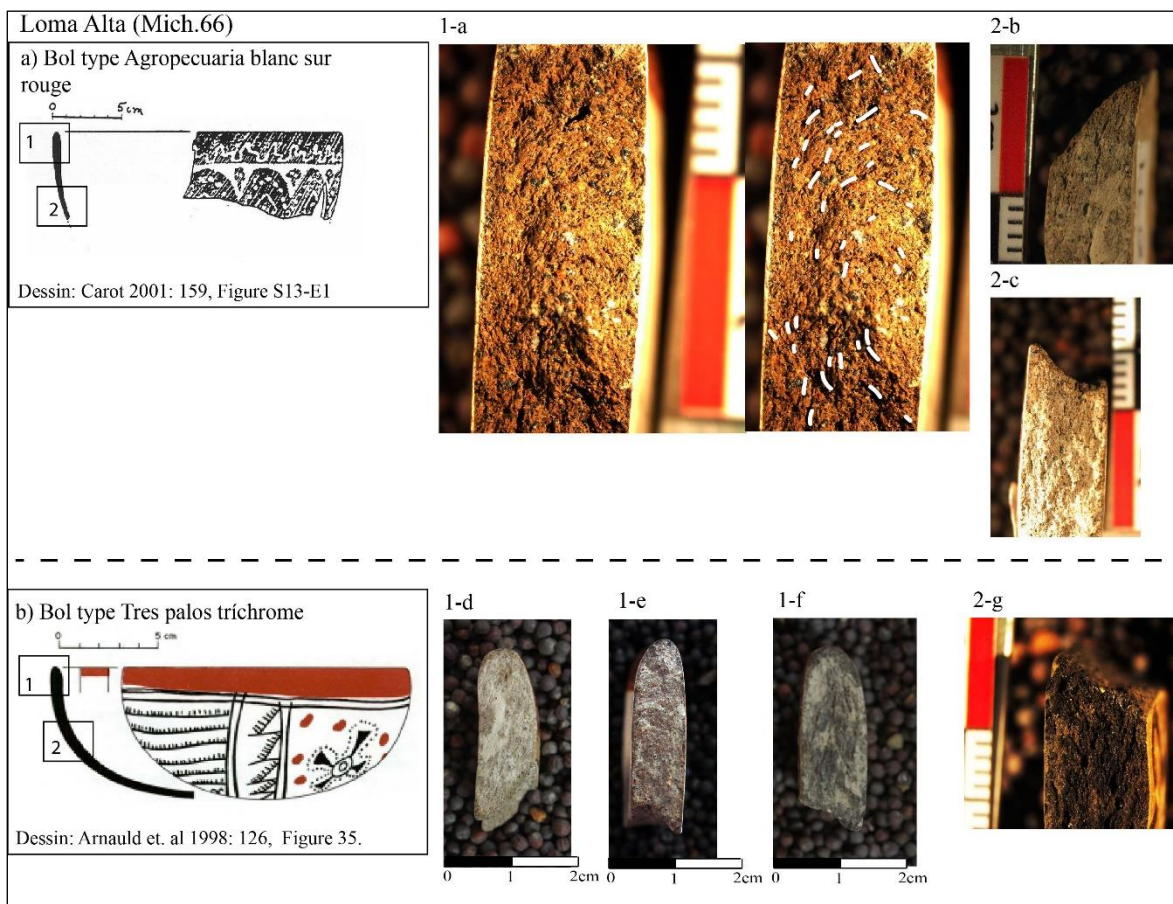 Loma Alta (Mich.66)
a) Bol type Agropecuaria blanc sur
rouge
0 5cm
1
2
Dessin: Carot 2001: 159, Figure S13-E1
1-a
2-b
2-c
b) Bol type Tres palos tríchrome
0 5 cm
1
2
Dessin: Arnauld et. al 1998: 126, Figure 35.
1-d
1-e
1-f
2-g
0 1 2cm
0 1 2cm
0 1 2cm